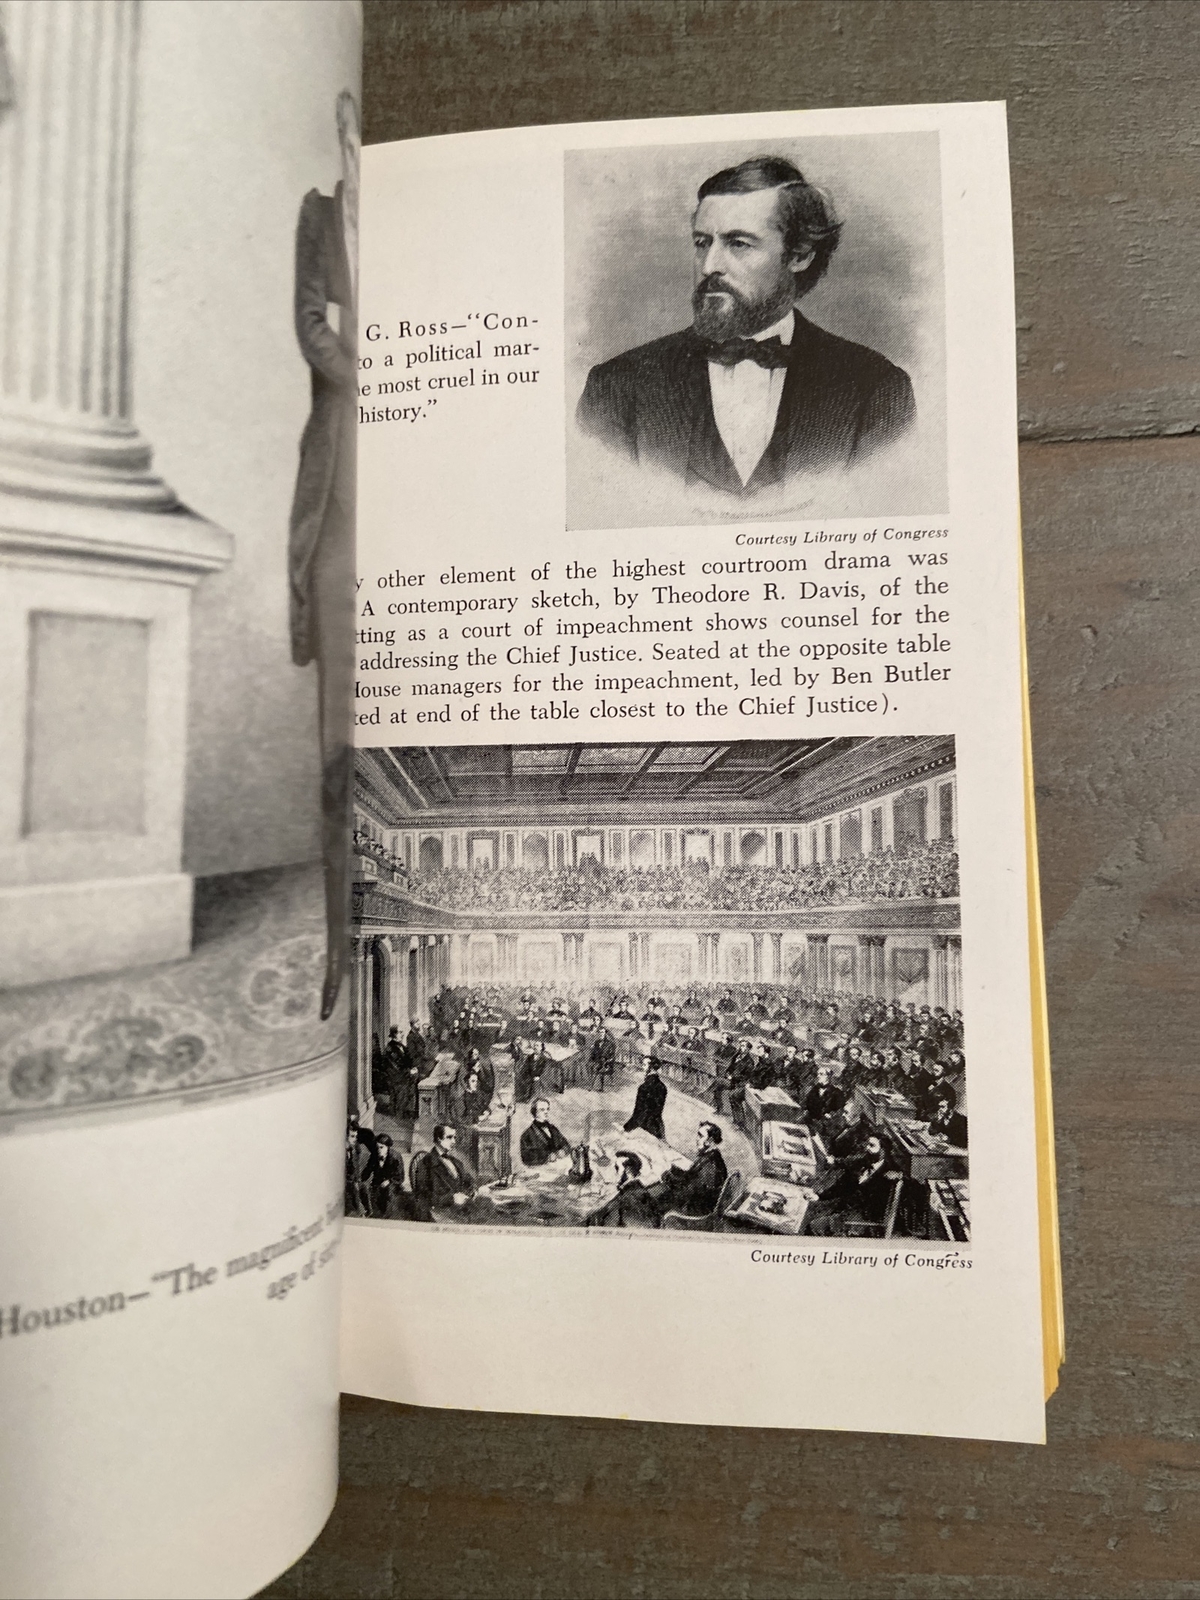 Houston—"The magnificent
age of
G. Ross—"Con-
to a political mar-
most cruel in our
history."
Courtesy Library of Congress
other element of the highest courtroom drama was
A contemporary sketch, by Theodore R. Davis, of the
tting as a court of impeachment shows counsel for the
addressing the Chief Justice. Seated at the opposite table
House managers for the impeachment, led by Ben Butler
ted at end of the table closest to the Chief Justice).
Courtesy Library of Congress